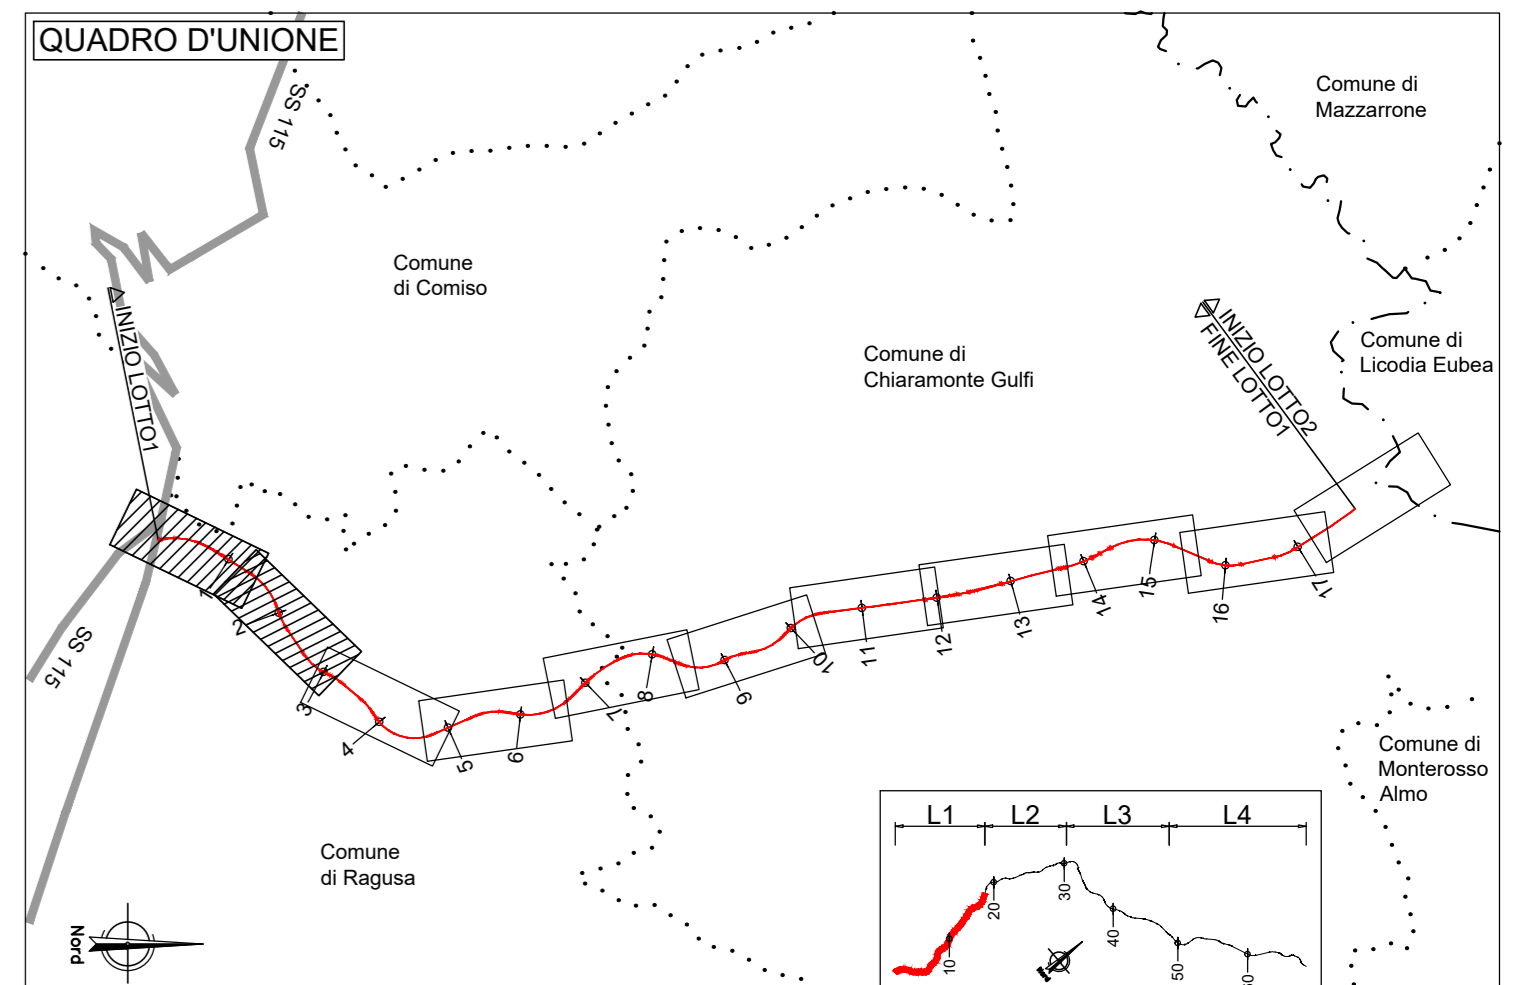 QUADRO D'UNIONE
SS 115
Comune di
Mazzarrone
Comune
di Comiso
INIZIO LOTTO1
Comune di
Chiaramonte Gulfi
INIZIO LOTTO2
FINE LOTTO1
Comune di
Licodia Eubea
SS 115
1
2
3
4
5
6
7
8
9
10
11
12
13
14
15
16
17
Comune di
Monterosso
Almo
Comune
di Ragusa
Nord
L1
L2
L3
L4
10
20
30
40
50